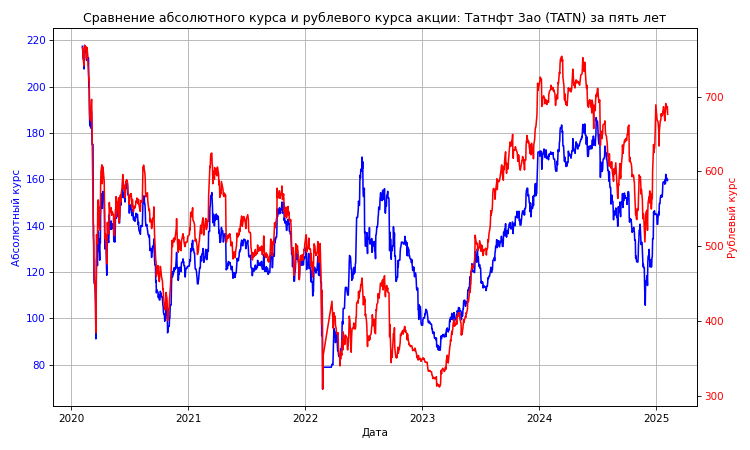 Сравнение абсолютного курса и рублевого курса акции: Татнфт 3ао (TATN) за пять лет
220
200
180
160
140
120
100
80
Абсолютный курс
700
600
500
400
300
Рублевый курс
2020 2021 2022 2023 2024 2025
Дата